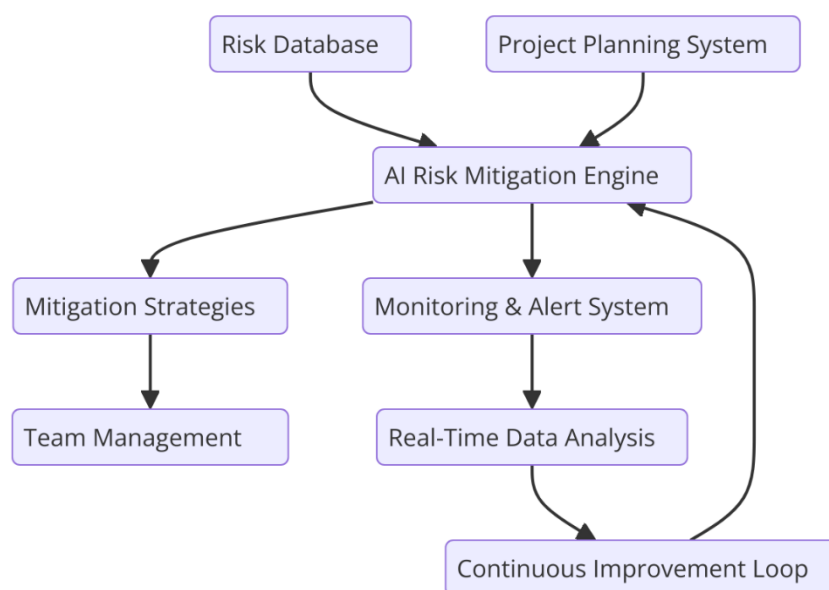 Risk Database
Project Planning System
AI Risk Mitigation Engine
Mitigation Strategies
Monitoring & Alert System
Team Management
Real-Time Data Analysis
Continuous Improvement Loop